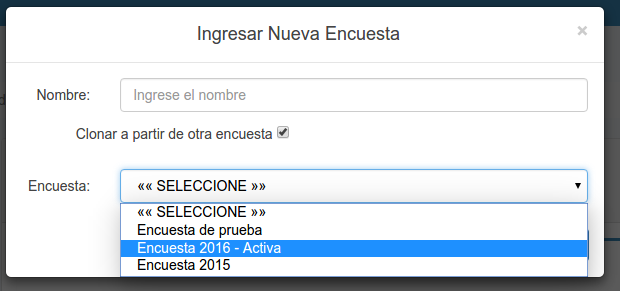 Ingresar Nueva Encuesta
×
Nombre:
Ingrese el nombre
Clonar a partir de otra encuesta
Encuesta:
«« SELECCIONE »»
«« SELECCIONE »»
Encuesta de prueba
Encuesta 2016 - Activa
Encuesta 2015